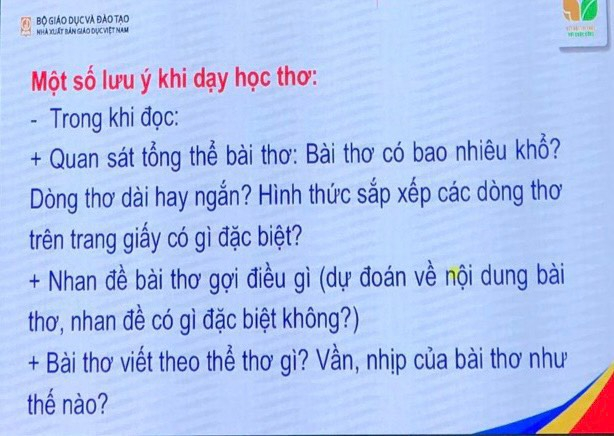 BỘ GIÁO DỤC VÀ ĐÀO TẠO
NHÀ XUẤT BẢN GIÁO DỤC VIỆT NAM
Một số lưu ý khi dạy học thơ:
- Trong khi đọc:
+ Quan sát tổng thể bài thơ: Bài thơ có bao nhiêu khổ?
Dòng thơ dài hay ngắn? Hình thức sắp xếp các dòng thơ
trên trang giấy có gì đặc biệt?
+ Nhan đề bài thơ gợi điều gì (dự đoán về nội dung bài
thơ, nhan đề có gì đặc biệt không?)
+ Bài thơ viết theo thể thơ gì? Vần, nhịp của bài thơ như
thế nào?